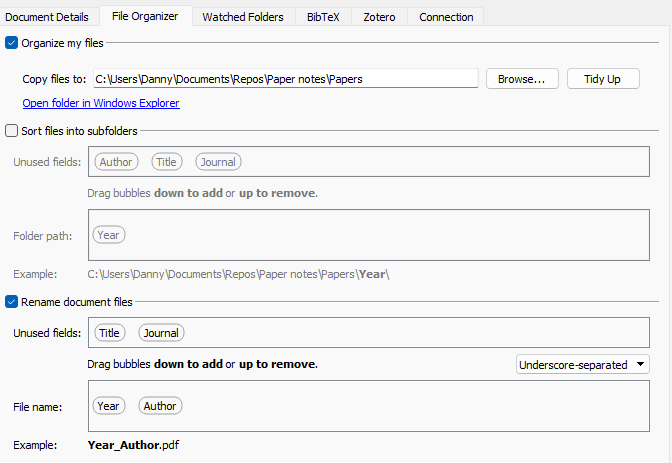 Document Details File Organizer Watched Folders BibTeX Zotero Connection
Organize my files
Copy files to: C:\Users\Danny\Documents\Repos\Paper notes\Papers Browse... Tidy Up
Open folder in Windows Explorer
Sort files into subfolders
Unused fields: Author Title Journal
Drag bubbles down to add or up to remove.
Folder path: Year
Example: C:\Users\Danny\Documents\Repos\Paper notes\Papers\Year\
Rename document files
Unused fields: Title Journal
Drag bubbles down to add or up to remove. Underscore-separated
File name: Year Author
Example: Year_Author.pdf